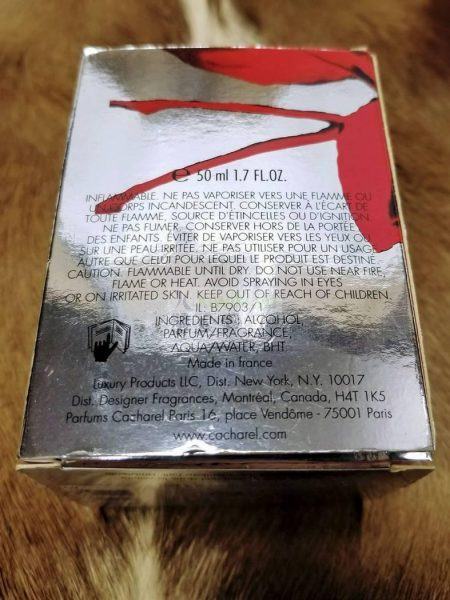 ℮ 50 ml 1.7 FL.OZ.
INFLAMMABLE. NE PAS VAPORISER VERS UNE FLAMME OU
UN CORPS INCANDESCENT. CONSERVER À L'ÉCART DE
TOUTE FLAMME, SOURCE D'ÉTINCELLES OU D'IGNITION.
NE PAS FUMER. CONSERVER HORS DE LA PORTÉE
DES ENFANTS. ÉVITER DE VAPORISER VERS LES YEUX OU
SUR UNE PEAU IRRITÉE. NE PAS UTILISER POUR UN USAGE
AUTRE QUE CELUI POUR LEQUEL LE PRODUIT EST DESTINÉ.
CAUTION. FLAMMABLE UNTIL DRY. DO NOT USE NEAR FIRE,
FLAME OR HEAT. AVOID SPRAYING IN EYES
OR ON IRRITATED SKIN. KEEP OUT OF REACH OF CHILDREN.
IL: B7903/1
INGREDIENTS: ALCOHOL,
PARFUM/FRAGRANCE,
AQUA/WATER, BHT.
Made in france
Luxury Products LLC, Dist. New York, N.Y. 10017
Dist. Designer Fragrances, Montréal, Canada, H4T 1K5
Parfums Cacharel Paris 16, place Vendôme - 75001 Paris
www.cacharel.com